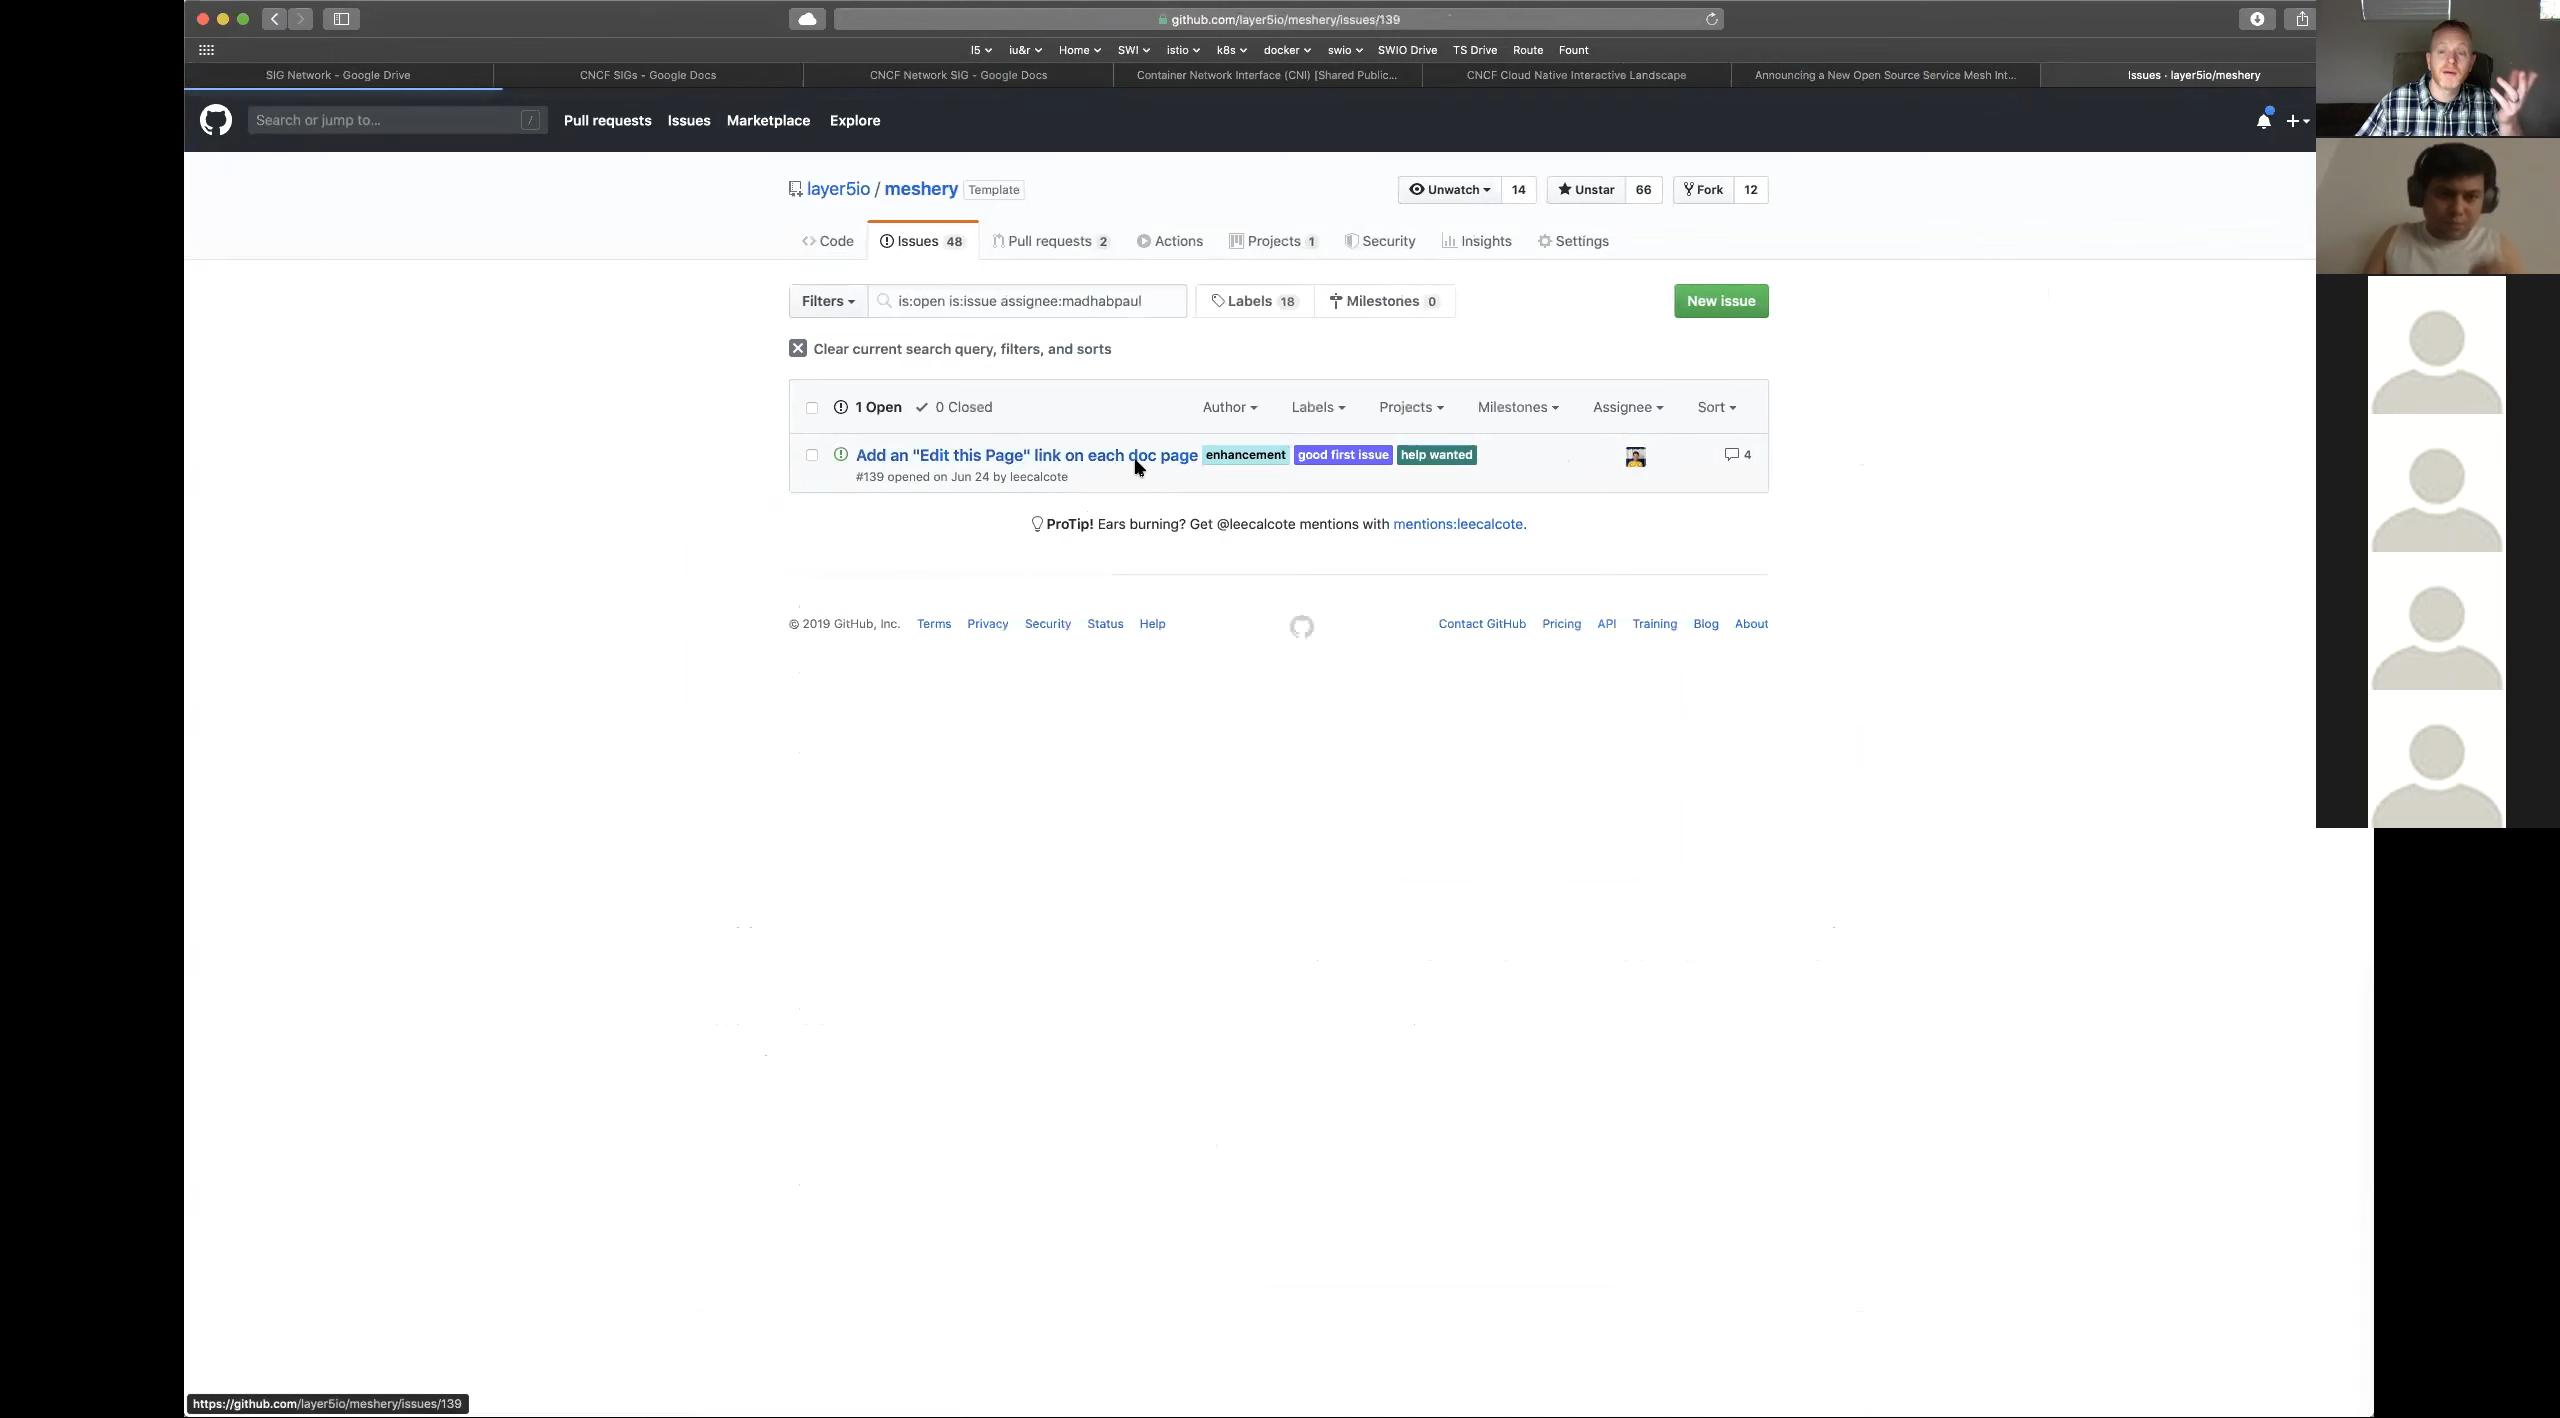 github.com/layer5io/meshery/issues/139
l5 iu&r Home SWI istio k8s docker swio SWIO Drive TS Drive Route Fount
SIG Network - Google Drive CNCF SIGs - Google Docs CNCF Network SIG - Google Docs Container Network Interface (CNI) [Shared Public... CNCF Cloud Native Interactive Landscape Announcing a New Open Source Service Mesh Int... Issues · layer5io/meshery
Search or jump to... / Pull requests Issues Marketplace Explore
layer5io / meshery Template Unwatch 14 Unstar 66 Fork 12
Code Issues 48 Pull requests 2 Actions Projects 1 Security Insights Settings
Filters is:open is:issue assignee:madhabpaul Labels 18 Milestones 0 New issue
Clear current search query, filters, and sorts
1 Open 0 Closed Author Labels Projects Milestones Assignee Sort
Add an "Edit this Page" link on each doc page enhancement good first issue help wanted 4
#139 opened on Jun 24 by leecalcote
ProTip! Ears burning? Get @leecalcote mentions with mentions:leecalcote.
© 2019 GitHub, Inc. Terms Privacy Security Status Help Contact GitHub Pricing API Training Blog About
https://github.com/layer5io/meshery/issues/139